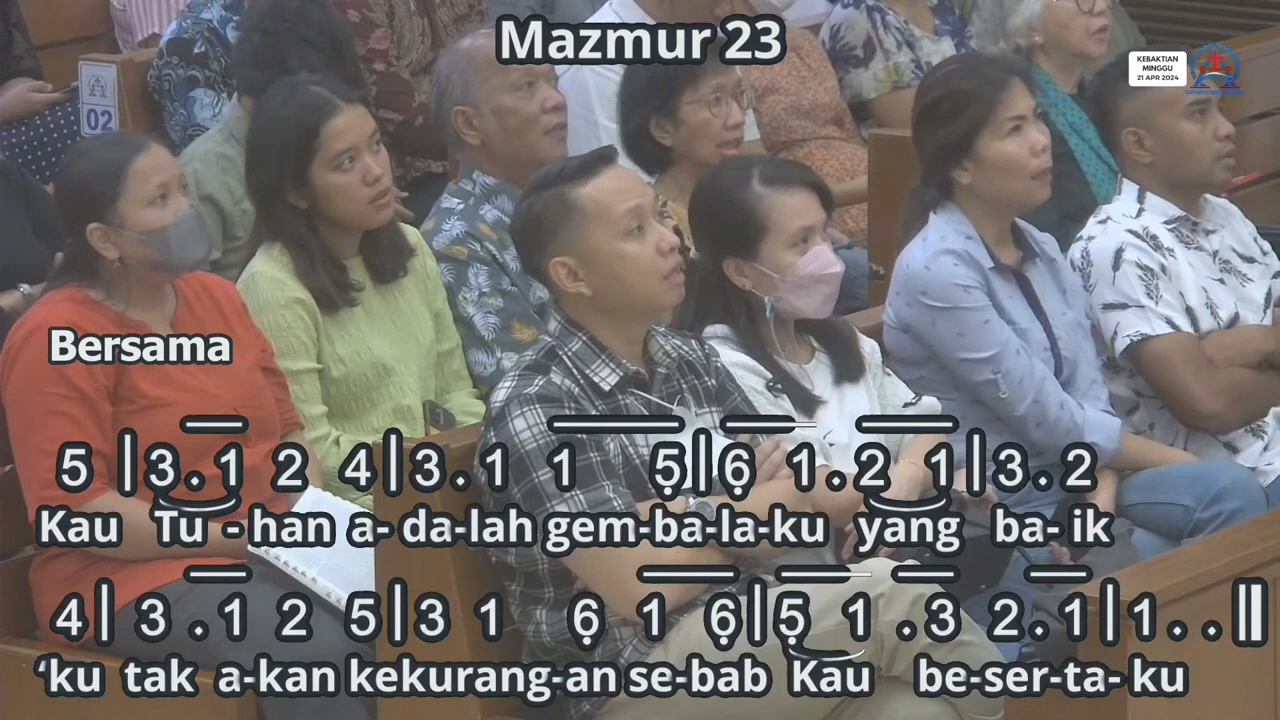 Mazmur 23
KEBAKTIAN
MINGGU
21 APR 2024
02
Bersama
5 | 3 . 1 2 4 | 3 . 1 1 5̣ | 6̣ 1 . 2 1 | 3 . 2
Kau Tu - han a- da-lah gem-ba-la-ku yang ba- ik
4 | 3 . 1 2 5 | 3 1 6̣ 1 6̣ | 5̣ 1 . 3 2 . 1 | 1 . . ||
‘ku tak a-kan kekurang-an se-bab Kau be-ser-ta- ku